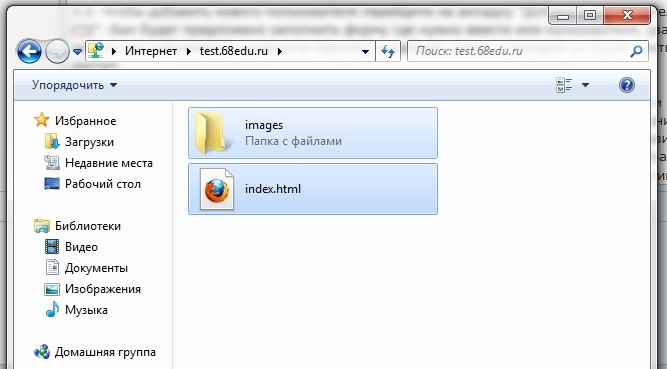 Интернет ▸ test.68edu.ru ▸
Поиск: test.68edu.ru
Упорядочить
Избранное
Загрузки
Недавние места
Рабочий стол
Библиотеки
Видео
Документы
Изображения
Музыка
Домашняя группа
images
Папка с файлами
index.html